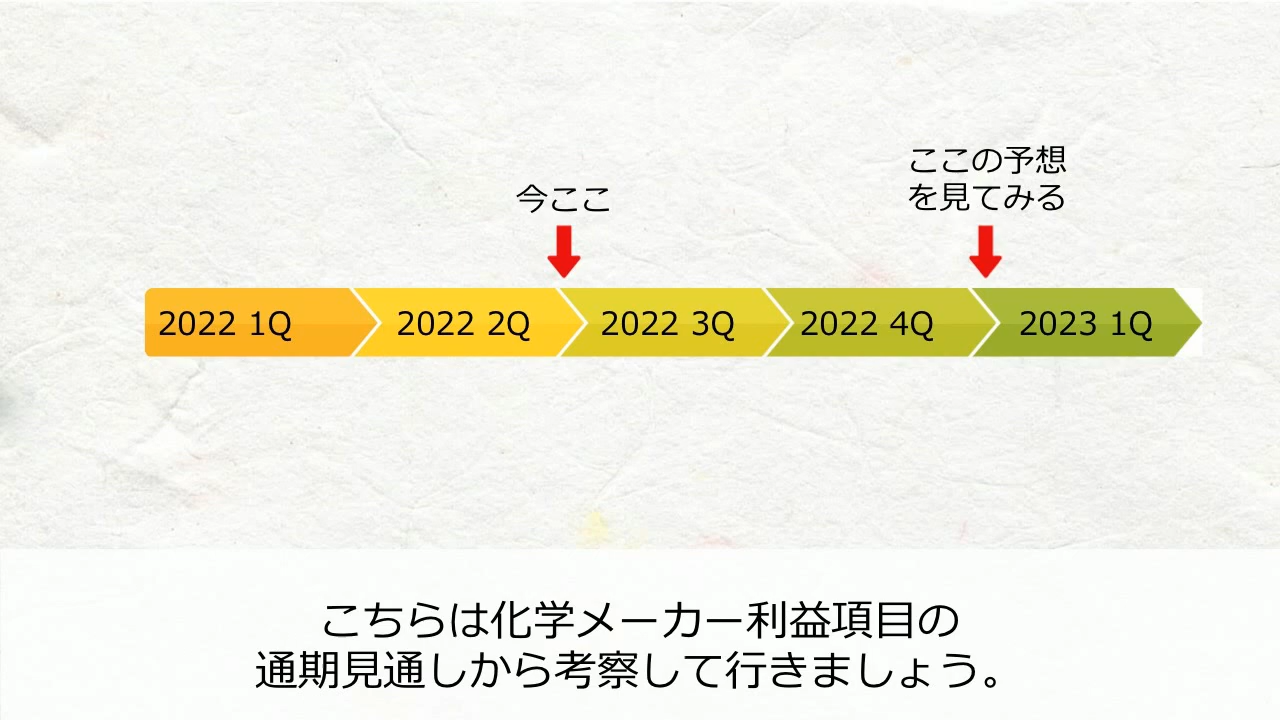 ここの予想
を見てみる
今ここ
2022 1Q
2022 2Q
2022 3Q
2022 4Q
2023 1Q
こちらは化学メーカー利益項目の
通期見通しから考察して行きましょう。